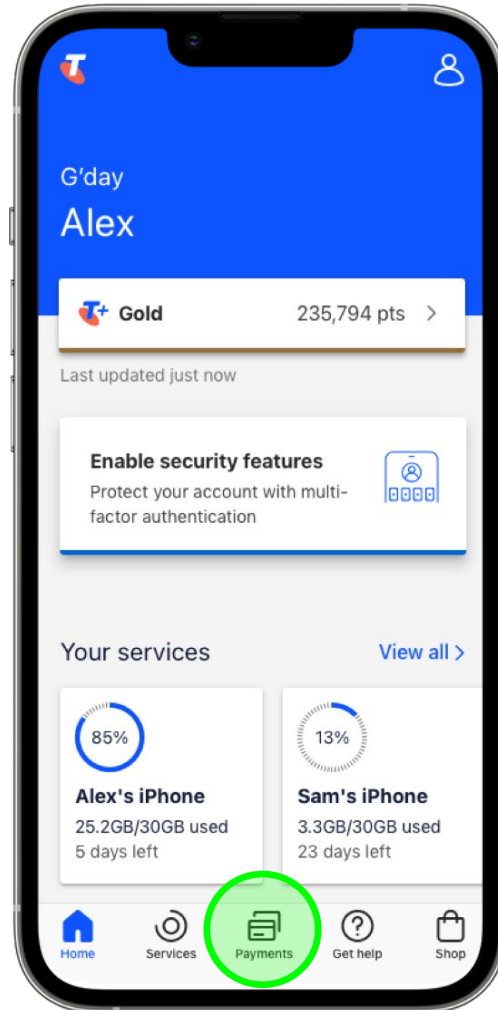 G'day
Alex
T+ Gold 235,794 pts
Last updated just now
Enable security features
Protect your account with multi-
factor authentication
Your services View all
85%
Alex's iPhone
25.2GB/30GB used
5 days left
13%
Sam's iPhone
3.3GB/30GB used
23 days left
Home Services Payments Get help Shop